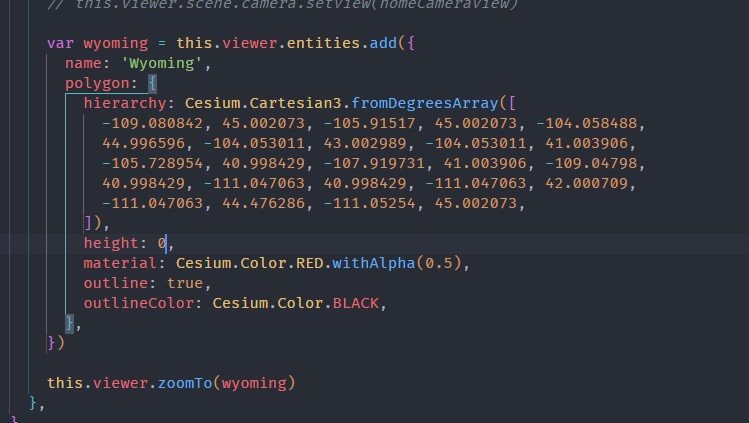 // this.viewer.scene.camera.setView(homeCameraView)
var wyoming = this.viewer.entities.add({
name: 'Wyoming',
polygon: {
hierarchy: Cesium.Cartesian3.fromDegreesArray([
-109.080842, 45.002073, -105.91517, 45.002073, -104.058488,
44.996596, -104.053011, 43.002989, -104.053011, 41.003906,
-105.728954, 40.998429, -107.919731, 41.003906, -109.04798,
40.998429, -111.047063, 40.998429, -111.047063, 42.000709,
-111.047063, 44.476286, -111.05254, 45.002073,
]),
height: 0,
material: Cesium.Color.RED.withAlpha(0.5),
outline: true,
outlineColor: Cesium.Color.BLACK,
},
})
this.viewer.zoomTo(wyoming)
},
}